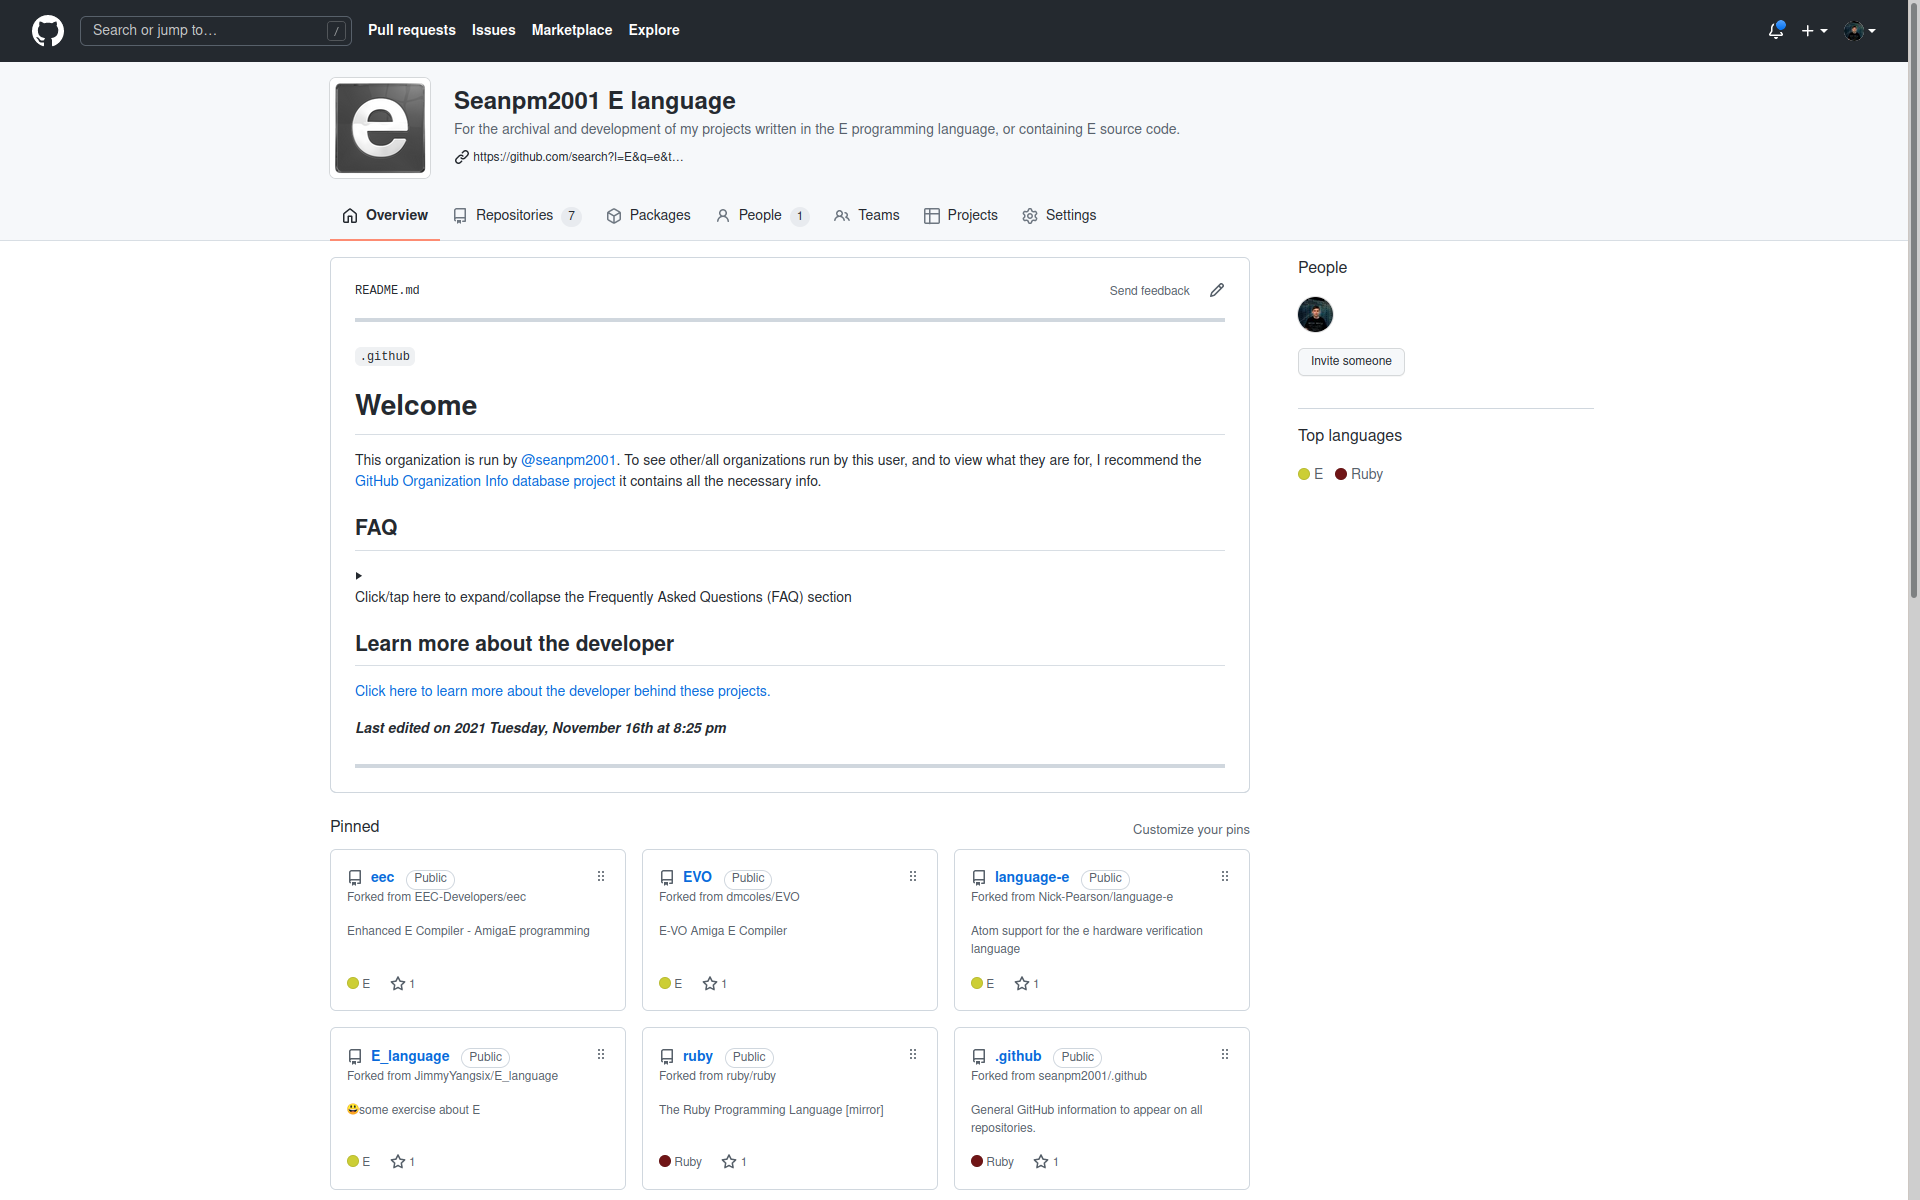 Search or jump to…
/
Pull requests
Issues
Marketplace
Explore
e
Seanpm2001 E language
For the archival and development of my projects written in the E programming language, or containing E source code.
https://github.com/search?l=E&q=e&t…
Overview
Repositories 7
Packages
People 1
Teams
Projects
Settings
README.md
Send feedback
.github
Welcome
This organization is run by @seanpm2001. To see other/all organizations run by this user, and to view what they are for, I recommend the
GitHub Organization Info database project it contains all the necessary info.
FAQ
Click/tap here to expand/collapse the Frequently Asked Questions (FAQ) section
Learn more about the developer
Click here to learn more about the developer behind these projects.
Last edited on 2021 Tuesday, November 16th at 8:25 pm
People
Invite someone
Top languages
E Ruby
Pinned
Customize your pins
eec Public
Forked from EEC-Developers/eec
Enhanced E Compiler - AmigaE programming
E 1
EVO Public
Forked from dmcoles/EVO
E-VO Amiga E Compiler
E 1
language-e Public
Forked from Nick-Pearson/language-e
Atom support for the e hardware verification
language
E 1
E_language Public
Forked from JimmyYangsix/E_language
😃some exercise about E
E 1
ruby Public
Forked from ruby/ruby
The Ruby Programming Language [mirror]
Ruby 1
.github Public
Forked from seanpm2001/.github
General GitHub information to appear on all
repositories.
Ruby 1